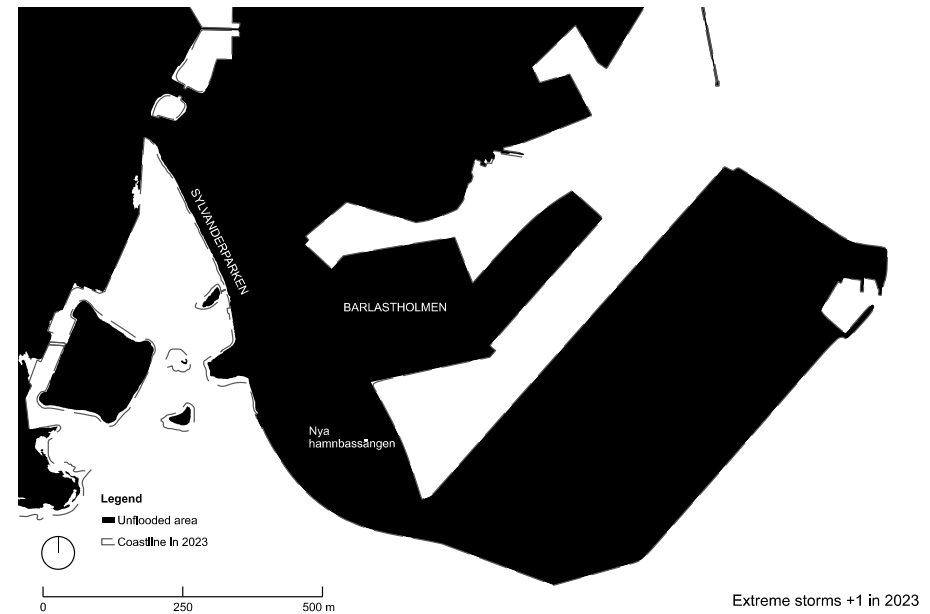 SYLVANDERPARKEN
BARLASTHOLMEN
Nya
hamnbassängen
Legend
Unflooded area
Coastline in 2023
0 250 500 m
Extreme storms +1 in 2023